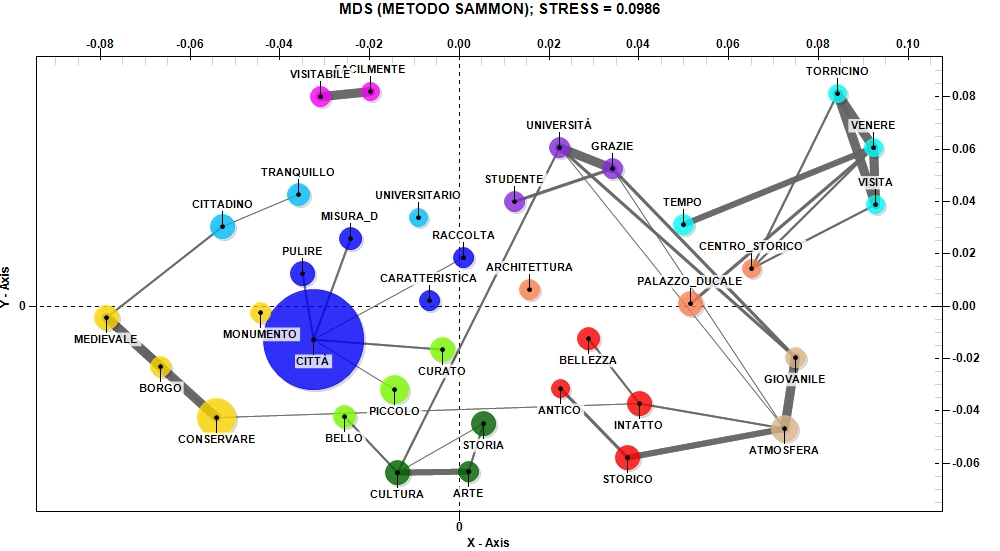 MDS (METODO SAMMON); STRESS = 0.0986
-0.08 -0.06 -0.04 -0.02 0.00 0.02 0.04 0.06 0.08 0.10
VISITABILE FACILMENTE
TORRICINO
0.08
UNIVERSITÀ
VENERE
0.06
GRAZIE
TRANQUILLO
STUDENTE
VISITA
CITTADINO
UNIVERSITARIO
TEMPO
0.04
MISURA_D
RACCOLTA
PULIRE
CENTRO_STORICO
0.02
CARATTERISTICA
ARCHITETTURA
PALAZZO_DUCALE
Y - Axis
0
0.00
MEDIEVALE
MONUMENTO
CITTÀ
BELLEZZA
-0.02
CURATO
GIOVANILE
BORGO
PICCOLO
ANTICO
-0.04
CONSERVARE
BELLO
STORIA
INTATTO
ATMOSFERA
-0.06
STORICO
CULTURA
ARTE
0
X - Axis